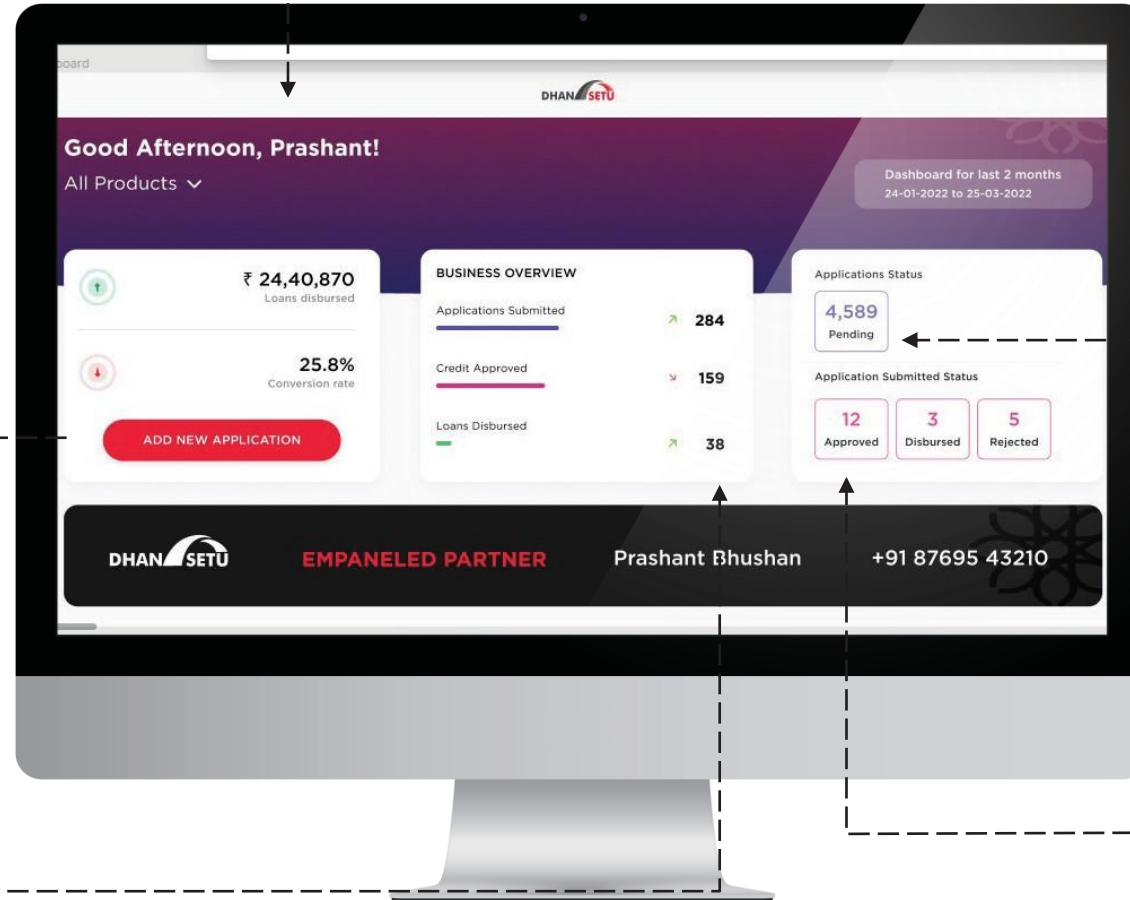 DHAN SETU
Good Afternoon, Prashant!
All Products
Dashboard for last 2 months
24-01-2022 to 25-03-2022
₹ 24,40,870
Loans disbursed
25.8%
Conversion rate
ADD NEW APPLICATION
BUSINESS OVERVIEW
Applications Submitted
284
Credit Approved
159
Loans Disbursed
38
Applications Status
4,589
Pending
Application Submitted Status
12
Approved
3
Disbursed
5
Rejected
DHAN SETU
EMPANELED PARTNER
Prashant Bhushan
+91 87695 43210